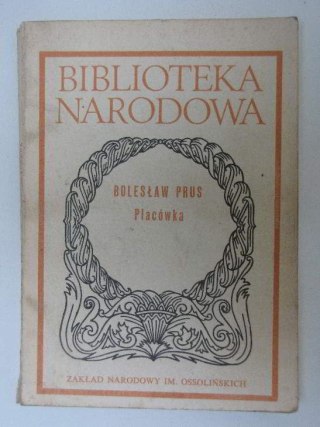 BIBLIOTEKA
NARODOWA
BOLESŁAW PRUS
Placówka
ZAKŁAD NARODOWY IM. OSSOLIŃSKICH